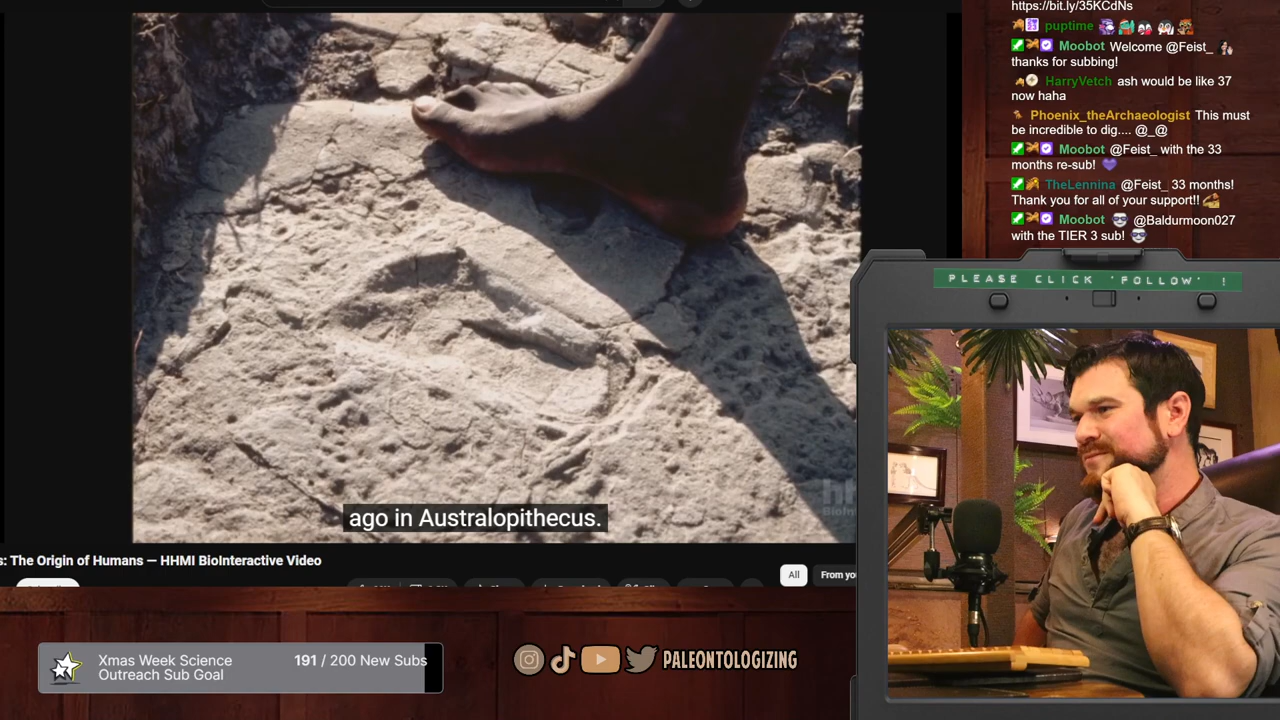 https://bit.ly/35KCdNs
puptime
Moobot Welcome @Feist_
thanks for subbing!
HarryVetch ash would be like 37
now haha
Phoenix_theArchaeologist This must
be incredible to dig.... @_@
Moobot @Feist_ with the 33
months re-sub!
TheLennina @Feist_ 33 months!
Thank you for all of your support!!
Moobot @Baldurmoon027
with the TIER 3 sub!
PLEASE CLICK 'FOLLOW' !
ago in Australopithecus.
s: The Origin of Humans — HHMI BioInteractive Video
All
From yo
Xmas Week Science
Outreach Sub Goal
191 / 200 New Subs
PALEONTOLOGIZING